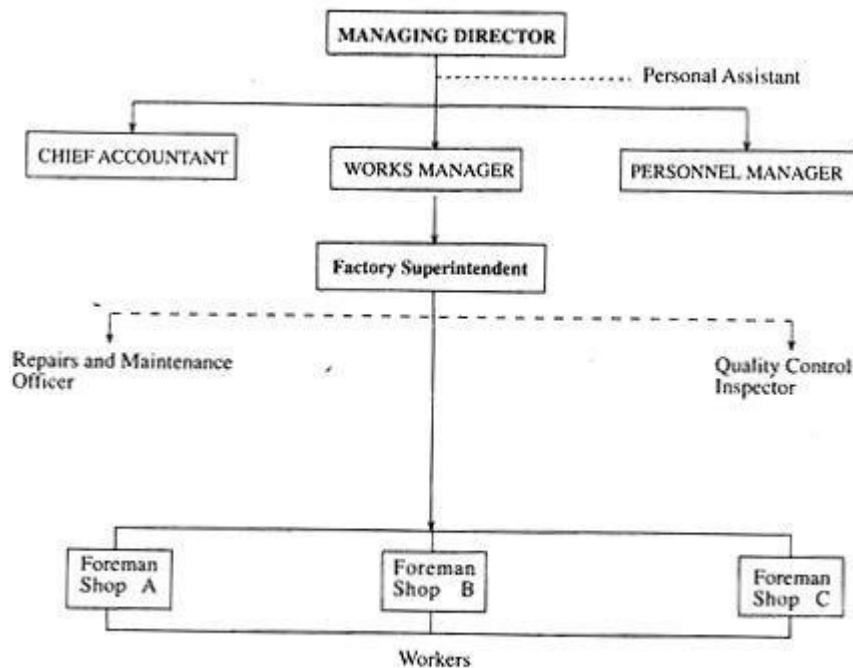 MANAGING DIRECTOR
Personal Assistant
CHIEF ACCOUNTANT
WORKS MANAGER
PERSONNEL MANAGER
Factory Superintendent
Repairs and Maintenance
Officer
Quality Control
Inspector
Foreman
Shop A
Foreman
Shop B
Foreman
Shop C
Workers